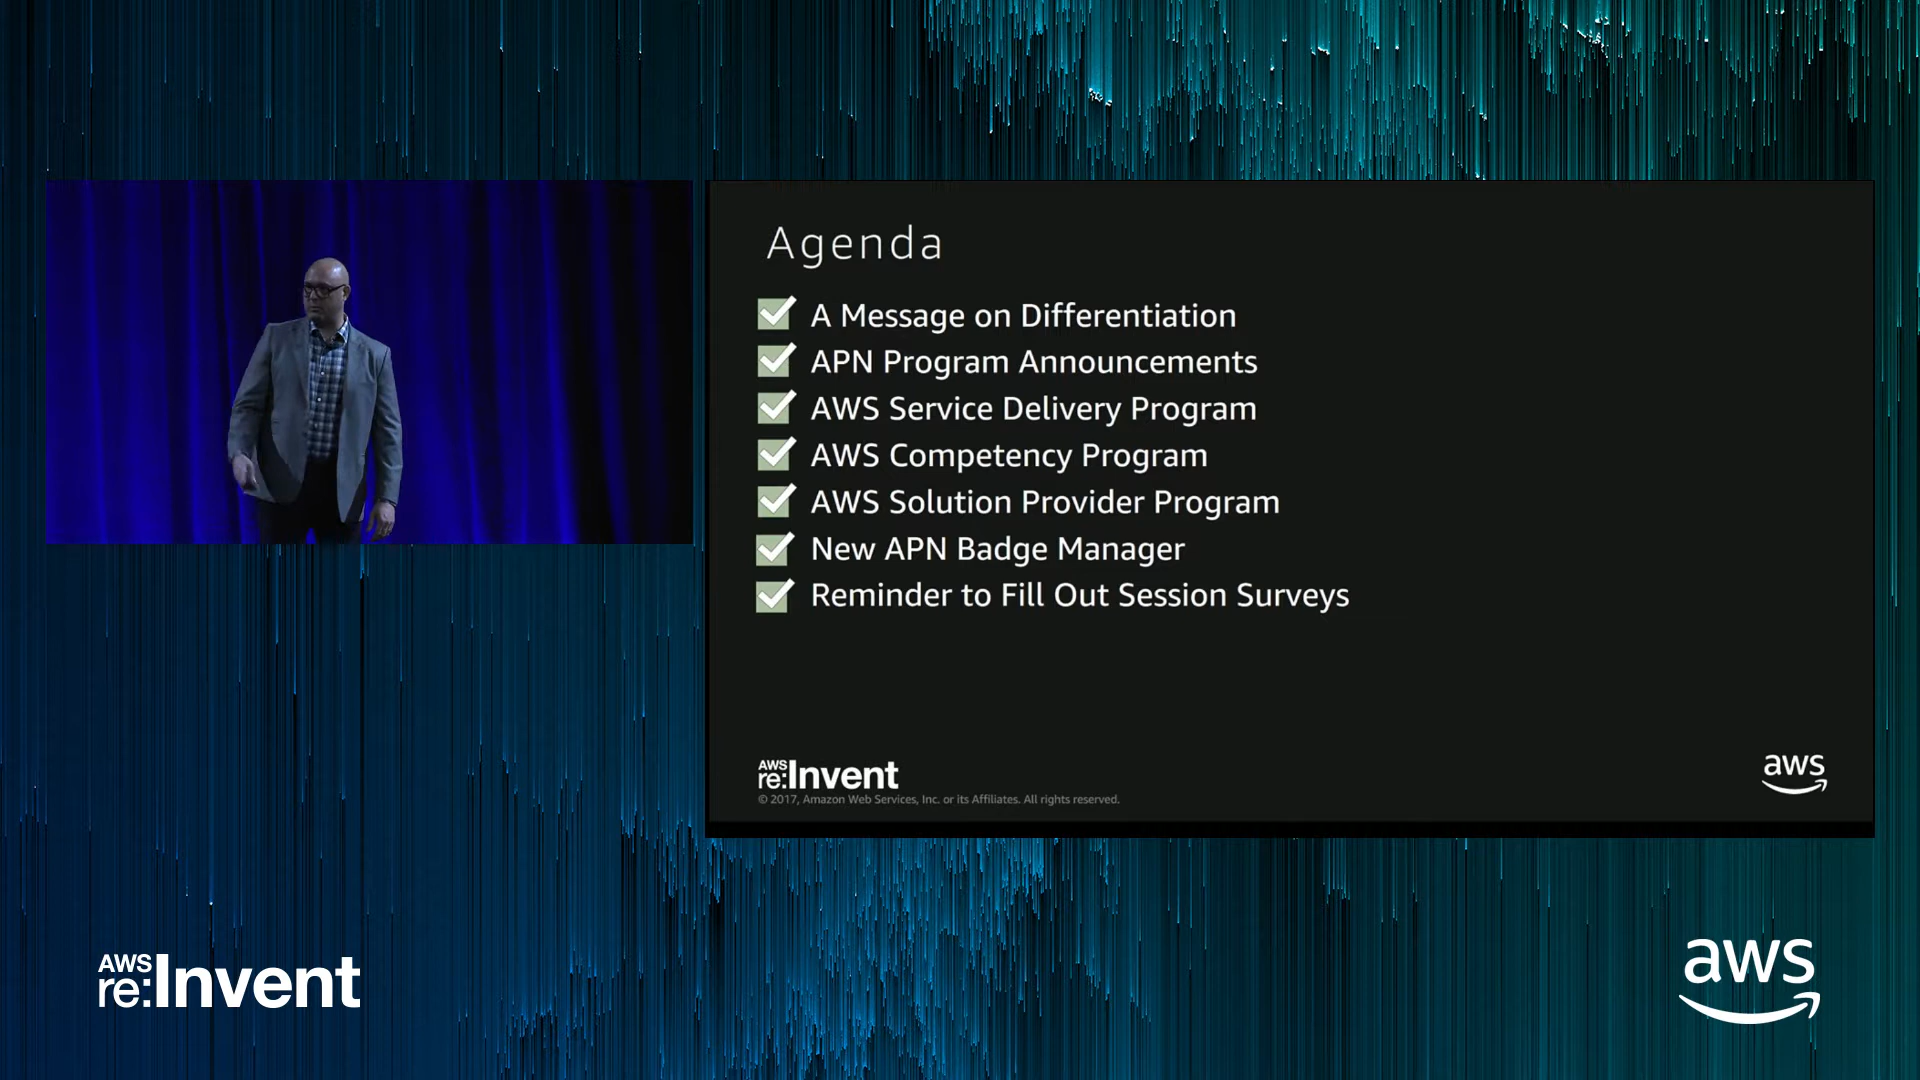 Agenda
A Message on Differentiation
APN Program Announcements
AWS Service Delivery Program
AWS Competency Program
AWS Solution Provider Program
New APN Badge Manager
Reminder to Fill Out Session Surveys
AWS
re:Invent
© 2017, Amazon Web Services, Inc. or its Affiliates. All rights reserved.
aws
AWS
re:Invent
aws